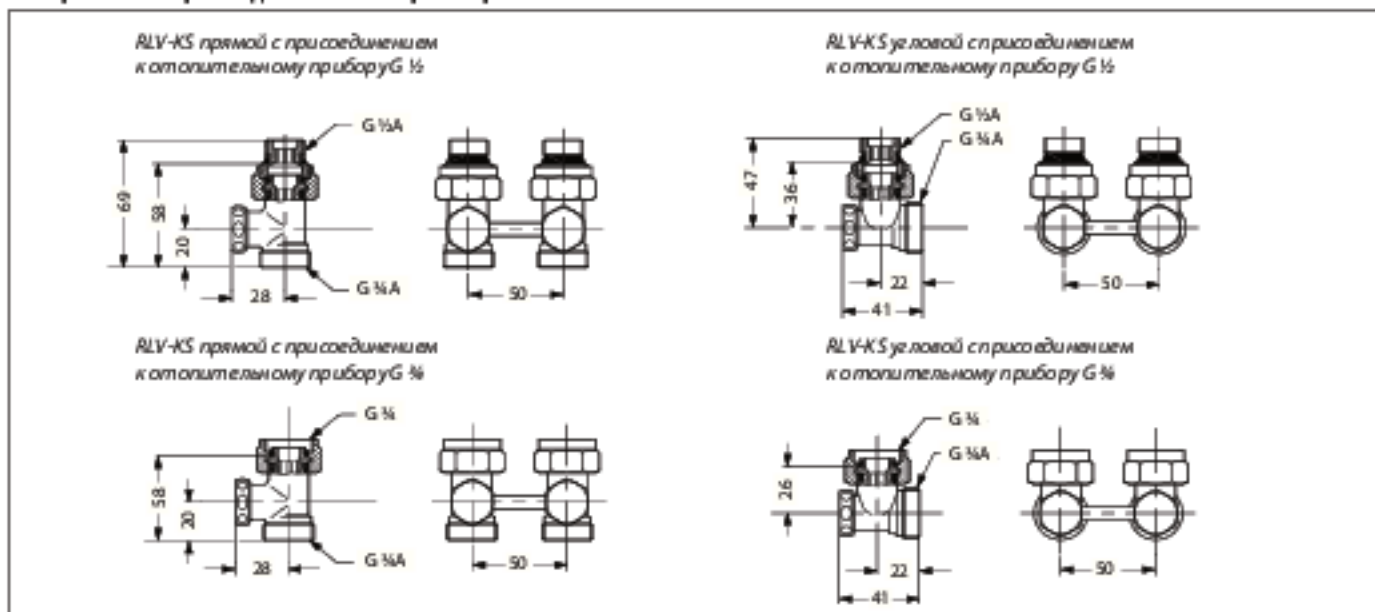 RLV-KS прямой с присоединением
к отопительному прибору G ½
G ½A
69
58
20
28
G ¾A
50
RLV-KS угловой с присоединением
к отопительному прибору G ½
G ½A
G ¾A
47
36
22
41
50
RLV-KS прямой с присоединением
к отопительному прибору G ¾
G ¾
58
20
28
G ¾A
50
RLV-KS угловой с присоединением
к отопительному прибору G ¾
G ¾
G ¾A
26
22
41
50